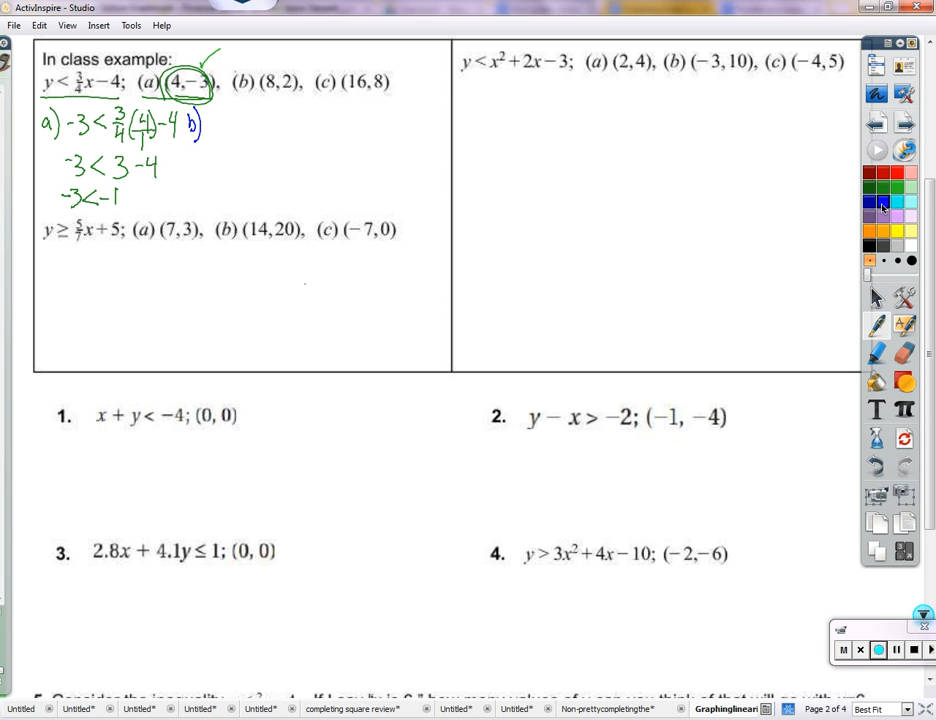 ActivInspire - Studio
File Edit View Insert Tools Help
In class example:
y < 3/4 x − 4; (a) (4, −3), (b) (8, 2), (c) (16, 8)
a) -3 < 3/4 (4/1) - 4 b)
-3 < 3 - 4
-3 < -1
y ≥ 5/7 x + 5; (a) (7, 3), (b) (14, 20), (c) (−7, 0)
y < x² + 2x − 3; (a) (2, 4), (b) (−3, 10), (c) (−4, 5)
1. x + y < −4; (0, 0)
2. y − x > −2; (−1, −4)
3. 2.8x + 4.1y ≤ 1; (0, 0)
4. y > 3x² + 4x − 10; (−2, −6)
M
Untitled Untitled* Untitled* Untitled* Untitled* completing square review* Untitled* Untitled* Non-prettycompletingthe* Graphinglineari Page 2 of 4 Best Fit